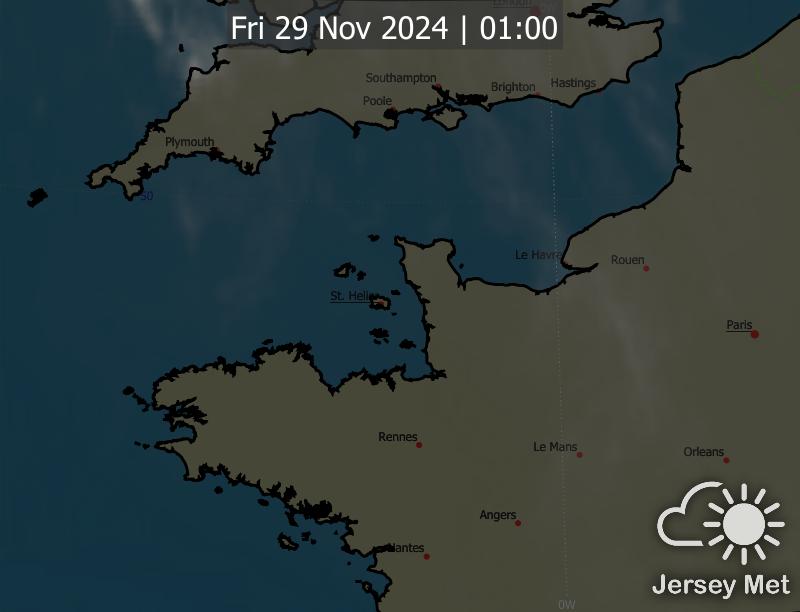 London
Fri 29 Nov 2024 | 01:00
Southampton
Brighton
Hastings
Poole
Plymouth
50
Le Havre
Rouen
St. Helier
Paris
Rennes
Le Mans
Orleans
Angers
Nantes
Jersey Met
0W